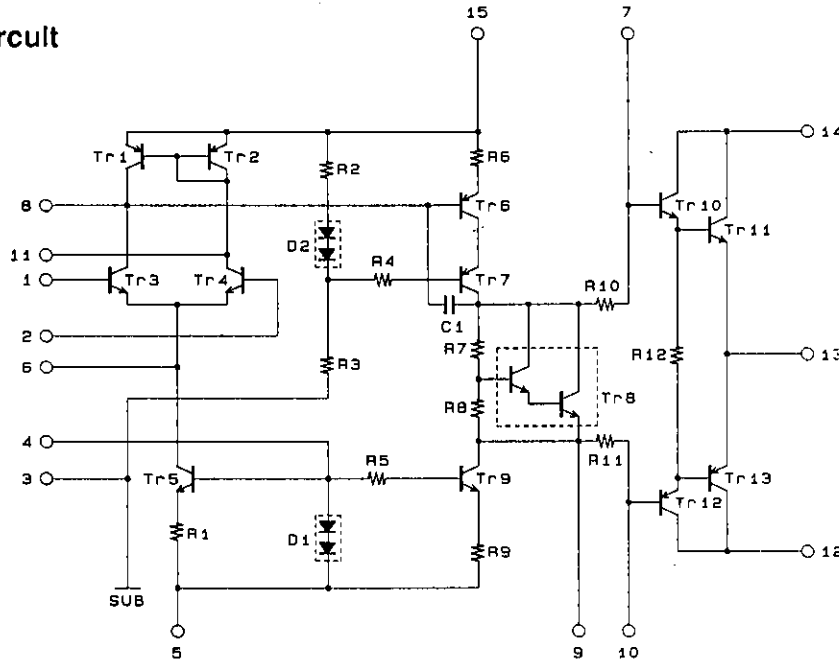 rcuit
15
7
14
Tr1
Tr2
R2
R6
8
Tr6
Tr10
Tr11
11
D2
R4
1
Tr3
Tr4
Tr7
R10
2
C1
6
R3
R7
R12
13
Tr8
R8
4
R5
R11
3
Tr5
Tr9
Tr13
Tr12
R1
D1
R9
12
SUB
5
9
10